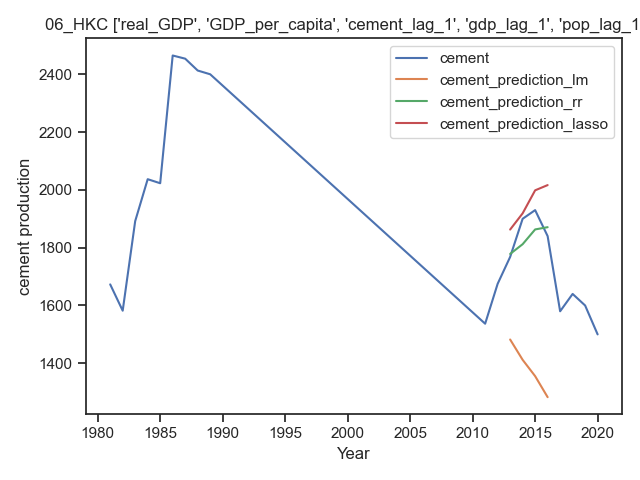 06_HKC ['real_GDP', 'GDP_per_capita', 'cement_lag_1', 'gdp_lag_1', 'pop_lag_1
cement
cement_prediction_lm
cement_prediction_rr
cement_prediction_lasso
cement production
2400
2200
2000
1800
1600
1400
1980 1985 1990 1995 2000 2005 2010 2015 2020
Year